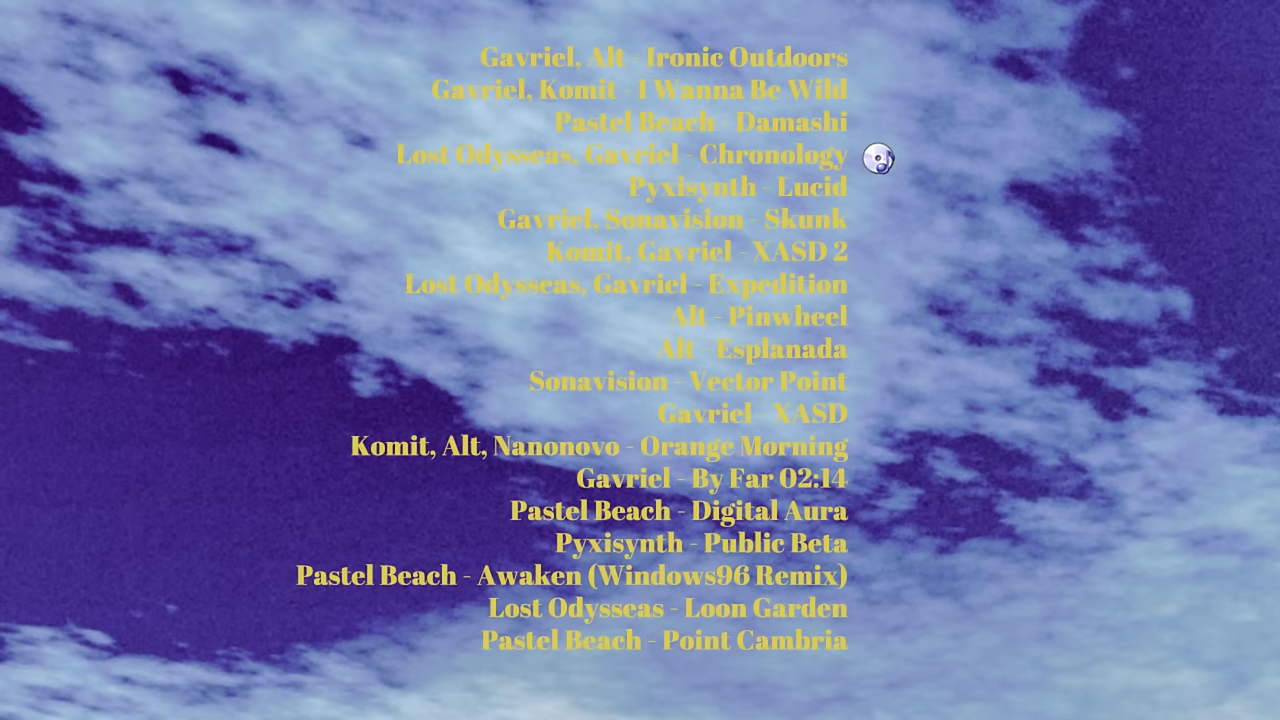 Gavriel, Alt - Ironic Outdoors
Gavriel, Komit - I Wanna Be Wild
Pastel Beach - Damashi
Lost Odysseas, Gavriel - Chronology
Pyxisynth - Lucid
Gavriel, Sonavision - Skunk
Komit, Gavriel - XASD 2
Lost Odysseas, Gavriel - Expedition
Alt - Pinwheel
Alt - Esplanada
Sonavision - Vector Point
Gavriel - XASD
Komit, Alt, Nanonovo - Orange Morning
Gavriel - By Far 02:14
Pastel Beach - Digital Aura
Pyxisynth - Public Beta
Pastel Beach - Awaken (Windows96 Remix)
Lost Odysseas - Loon Garden
Pastel Beach - Point Cambria